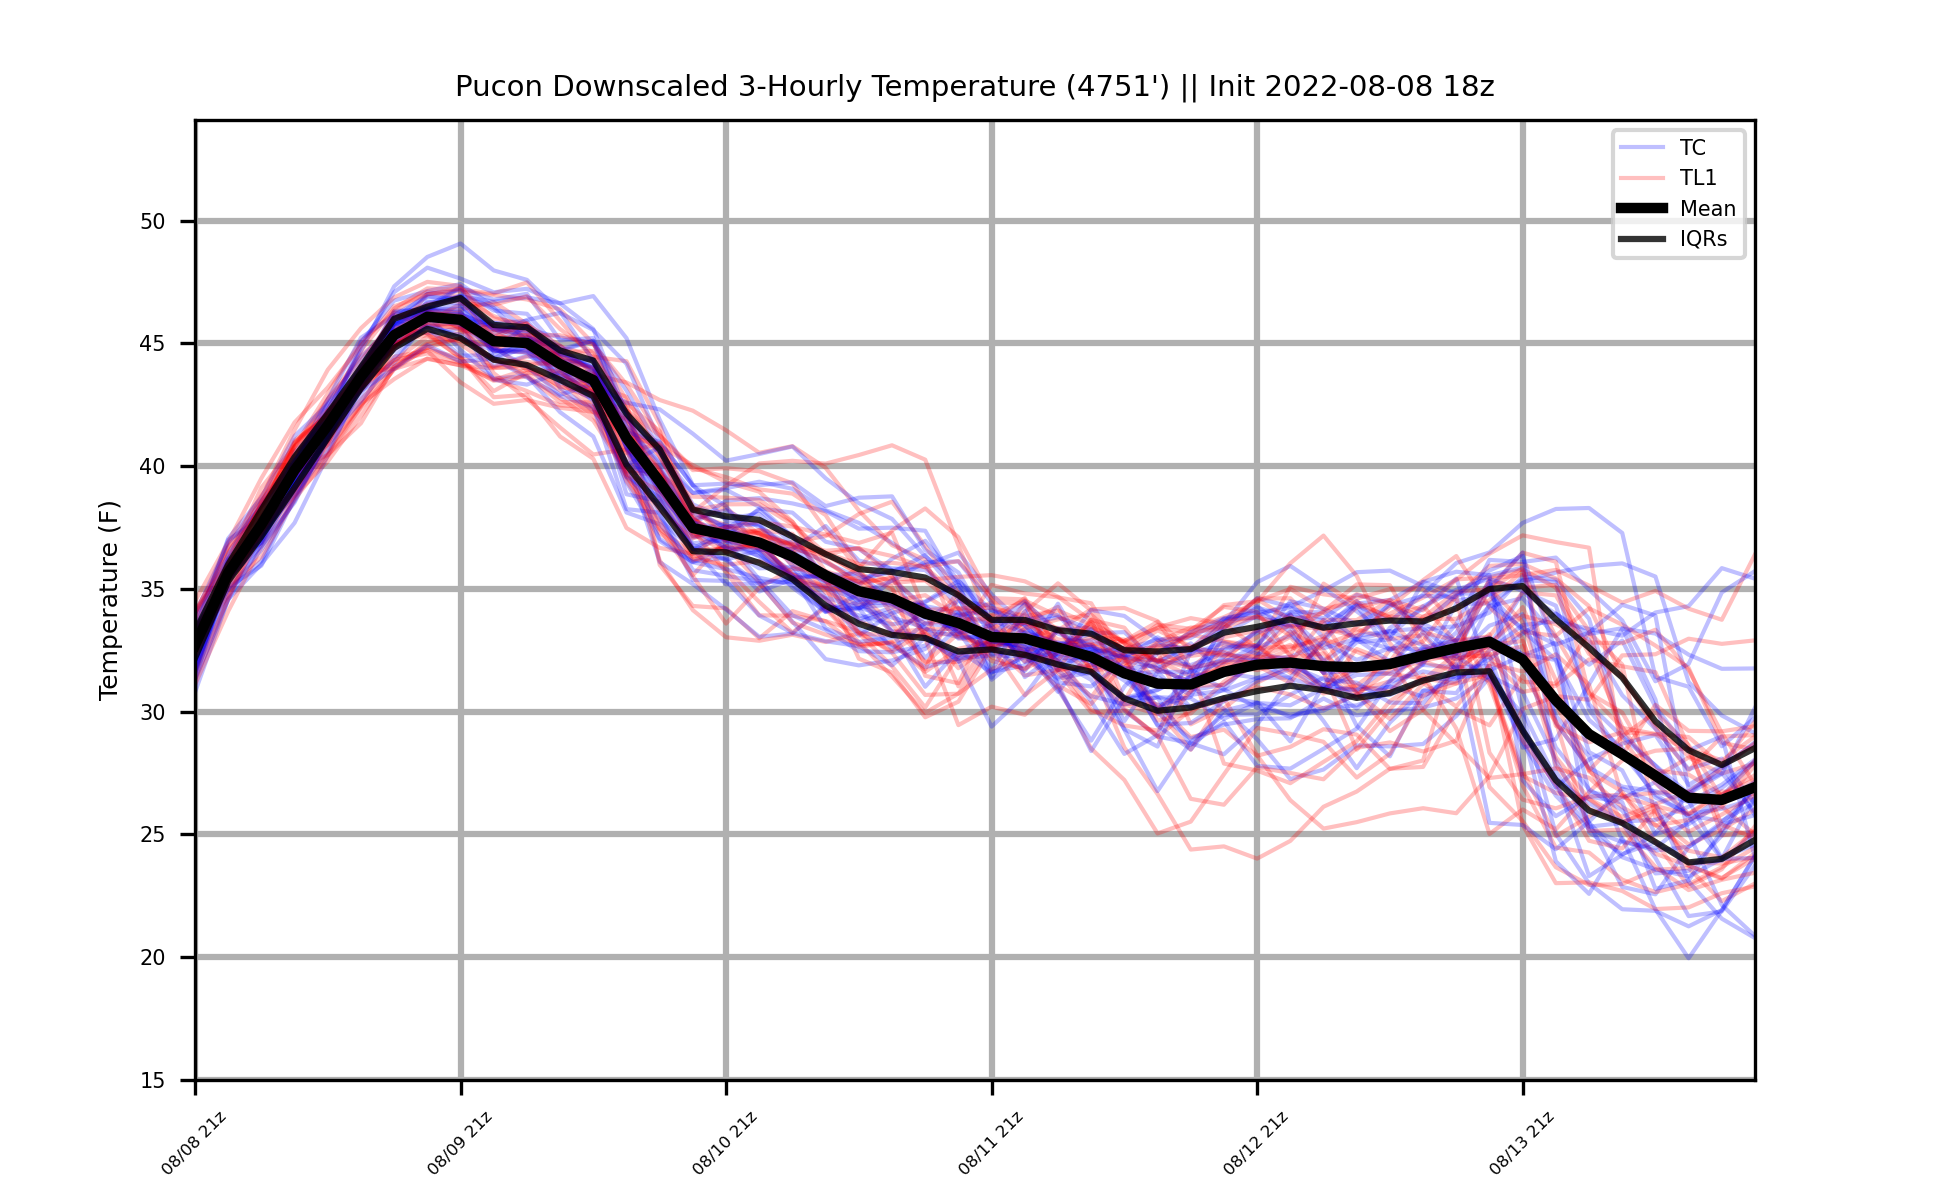 Pucon Downscaled 3-Hourly Temperature (4751') || Init 2022-08-08 18z
TC
TL1
Mean
IQRs
Temperature (F)
50
45
40
35
30
25
20
15
08/08 21z
08/09 21z
08/10 21z
08/11 21z
08/12 21z
08/13 21z